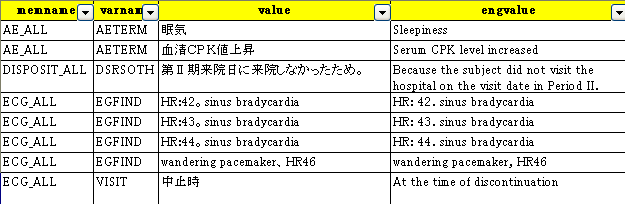 memname varnam value engvalue
AE_ALL AETERM 眠気 Sleepiness
AE_ALL AETERM 血清CPK値上昇 Serum CPK level increased
DISPOSIT_ALL DSRSOTH 第Ⅱ期来院日に来院しなかったため。 Because the subject did not visit the
hospital on the visit date in Period II.
ECG_ALL EGFIND HR:42。sinus bradycardia HR: 42. sinus bradycardia
ECG_ALL EGFIND HR:43。sinus bradycardia HR: 43. sinus bradycardia
ECG_ALL EGFIND HR:44。sinus bradycardia HR: 44. sinus bradycardia
ECG_ALL EGFIND wandering pacemaker、HR46 wandering pacemaker, HR46
ECG_ALL VISIT 中止時 At the time of discontinuation